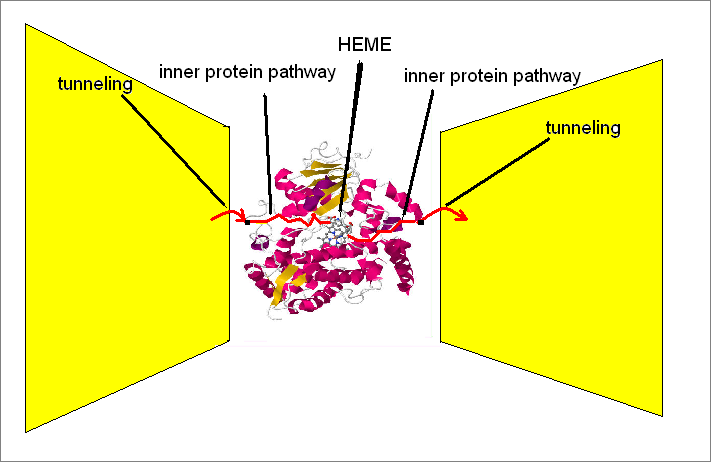 HEME
inner protein pathway
inner protein pathway
tunneling
tunneling